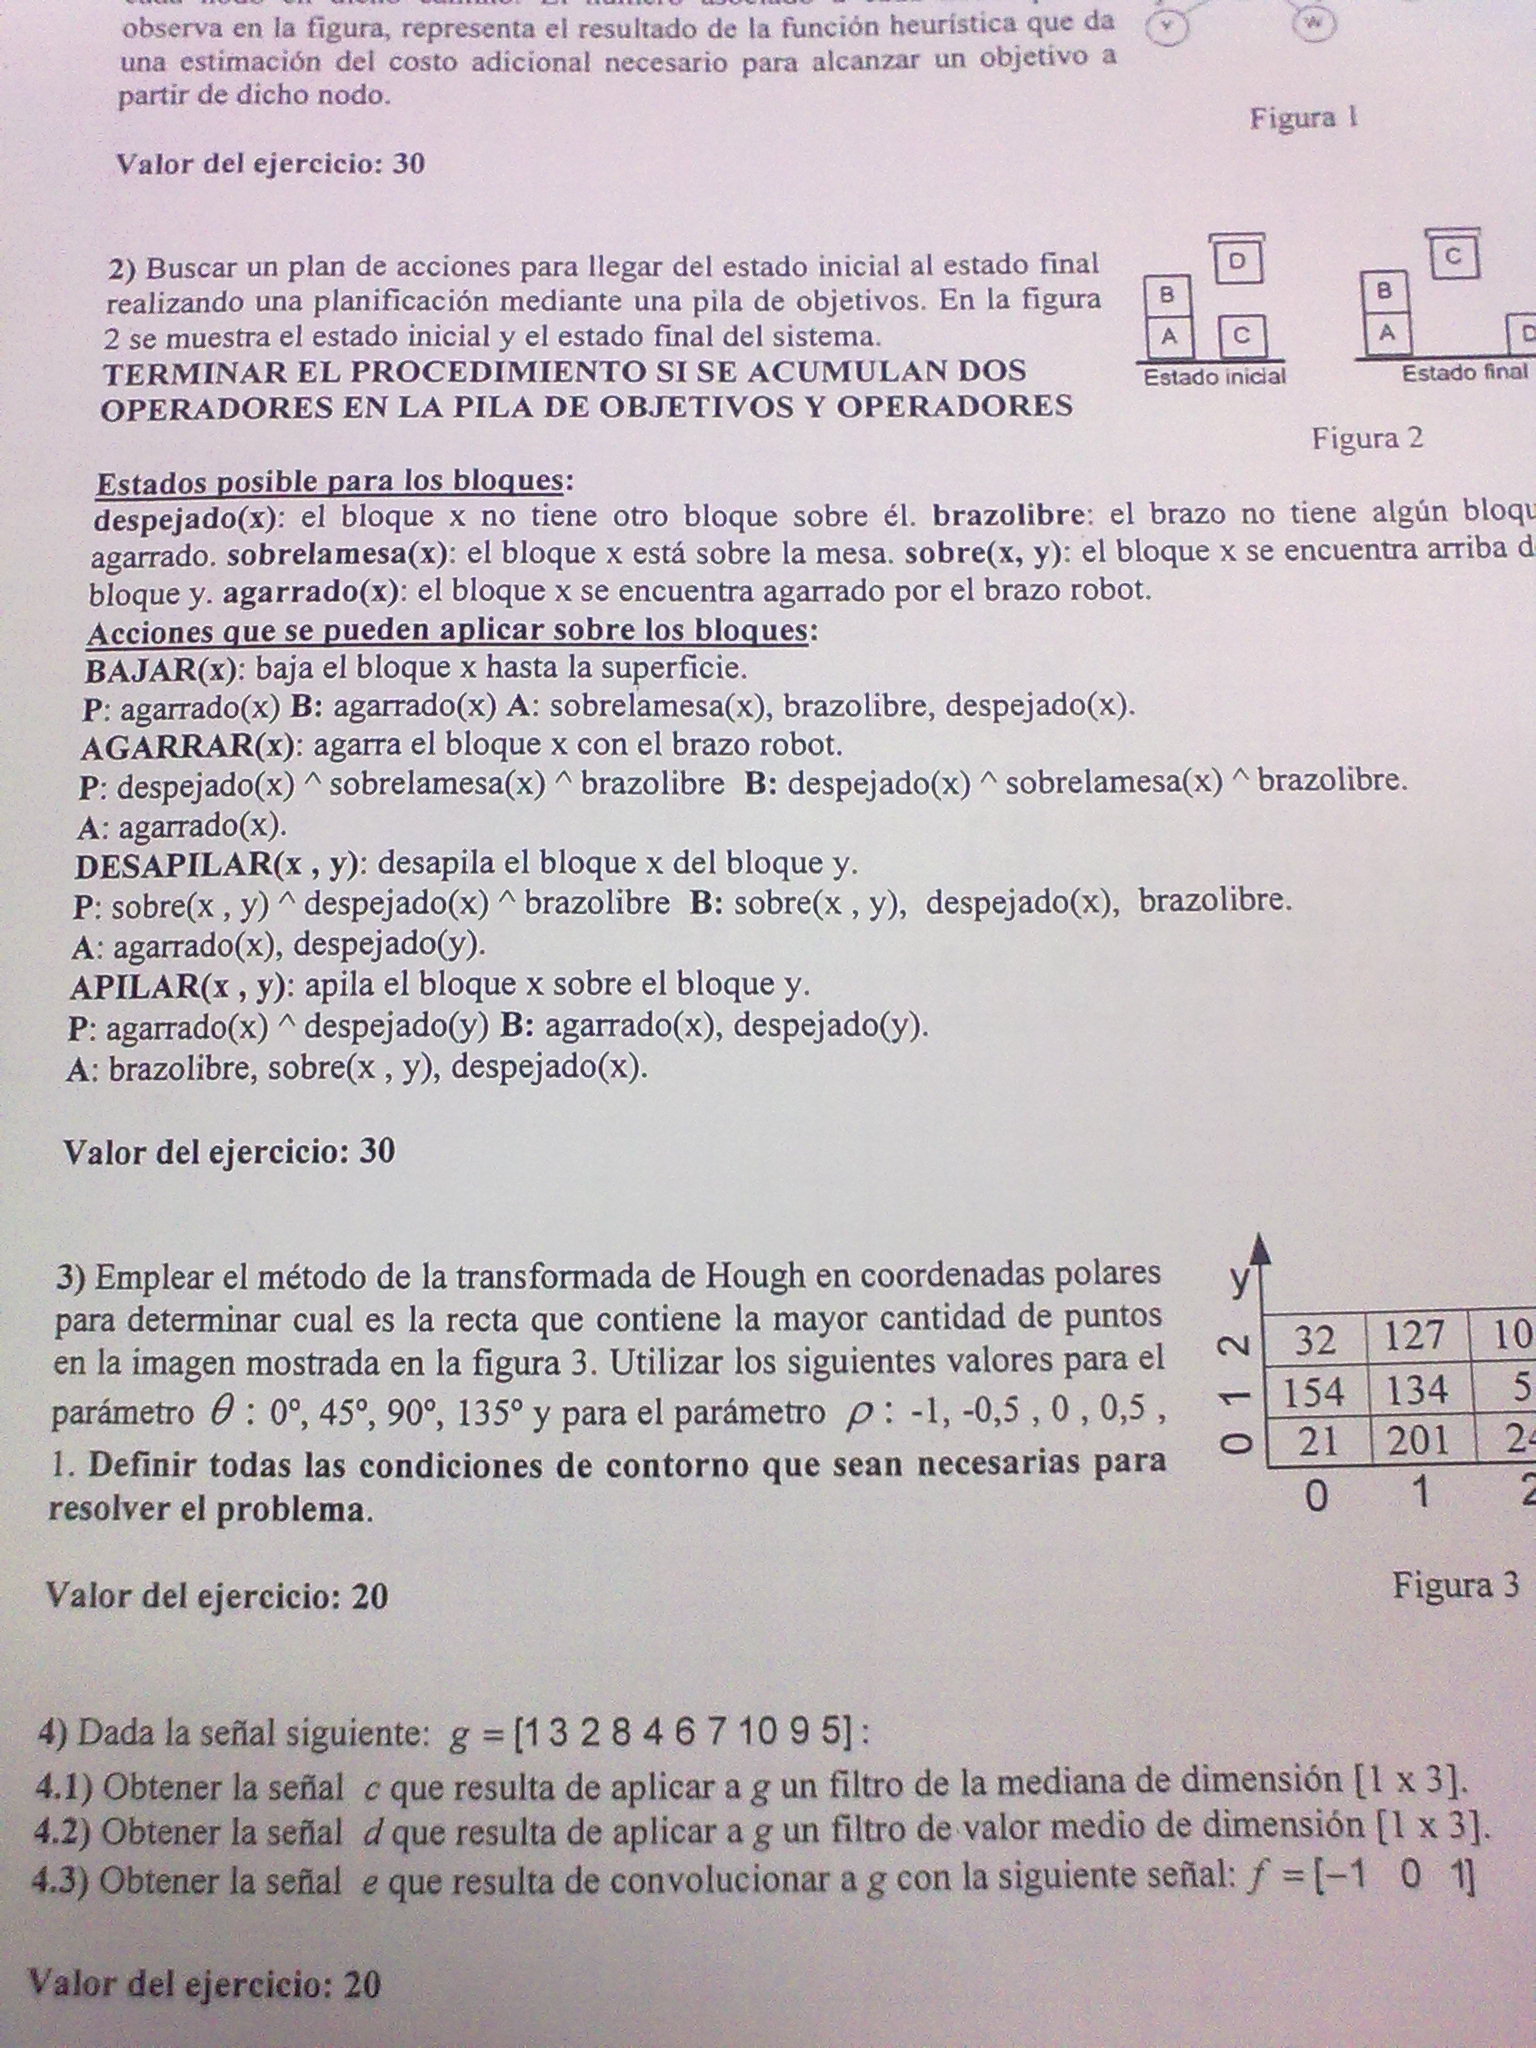 observa en la figura, representa el resultado de la función heurística que da
una estimación del costo adicional necesario para alcanzar un objetivo a
partir de dicho nodo.
Y
W
Figura 1
Valor del ejercicio: 30
2) Buscar un plan de acciones para llegar del estado inicial al estado final
realizando una planificación mediante una pila de objetivos. En la figura
2 se muestra el estado inicial y el estado final del sistema.
TERMINAR EL PROCEDIMIENTO SI SE ACUMULAN DOS
OPERADORES EN LA PILA DE OBJETIVOS Y OPERADORES
D
B
A C
Estado inicial
C
B
A D
Estado final
Figura 2
Estados posible para los bloques:
despejado(x): el bloque x no tiene otro bloque sobre él. brazolibre: el brazo no tiene algún
agarrado. sobrelamesa(x): el bloque x está sobre la mesa. sobre(x, y): el bloque x se encuentra arriba
bloque y. agarrado(x): el bloque x se encuentra agarrado por el brazo robot.
Acciones que se pueden aplicar sobre los bloques:
BAJAR(x): baja el bloque x hasta la superficie.
P: agarrado(x) B: agarrado(x) A: sobrelamesa(x), brazolibre, despejado(x).
AGARRAR(x): agarra el bloque x con el brazo robot.
P: despejado(x) ^ sobrelamesa(x) ^ brazolibre B: despejado(x) ^ sobrelamesa(x) ^ brazolibre.
A: agarrado(x).
DESAPILAR(x , y): desapila el bloque x del bloque y.
P: sobre(x , y) ^ despejado(x) ^ brazolibre B: sobre(x , y), despejado(x), brazolibre.
A: agarrado(x), despejado(y).
APILAR(x , y): apila el bloque x sobre el bloque y.
P: agarrado(x) ^ despejado(y) B: agarrado(x), despejado(y).
A: brazolibre, sobre(x , y), despejado(x).
Valor del ejercicio: 30
3) Emplear el método de la transformada de Hough en coordenadas polares
para determinar cual es la recta que contiene la mayor cantidad de puntos
en la imagen mostrada en la figura 3. Utilizar los siguientes valores para el
parámetro θ : 0º, 45º, 90º, 135º y para el parámetro ρ : -1, -0,5 , 0 , 0,5 ,
1. Definir todas las condiciones de contorno que sean necesarias para
resolver el problema.
y
2 32 127
1 154 134
0 21 201
0 1 2
Figura 3
Valor del ejercicio: 20
4) Dada la señal siguiente: g = [1 3 2 8 4 6 7 10 9 5] :
4.1) Obtener la señal c que resulta de aplicar a g un filtro de la mediana de dimensión [1 x 3].
4.2) Obtener la señal d que resulta de aplicar a g un filtro de valor medio de dimensión [1 x 3].
4.3) Obtener la señal e que resulta de convolucionar a g con la siguiente señal: f = [−1 0 1]
Valor del ejercicio: 20